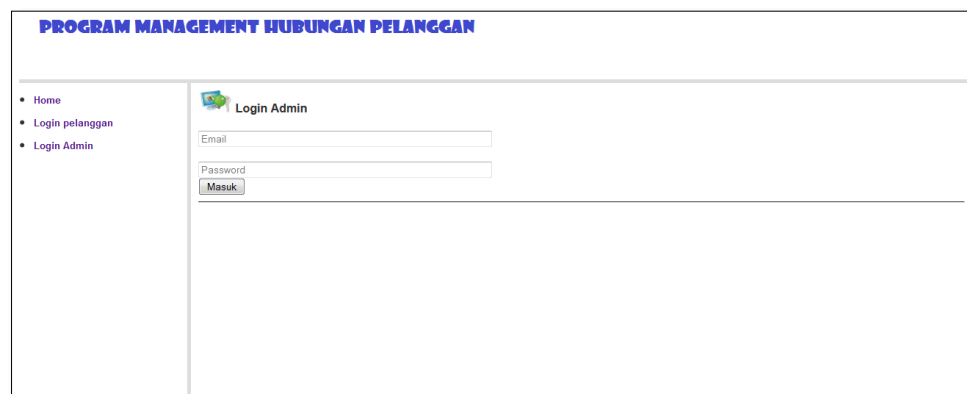 PROGRAM MANAGEMENT HUBUNGAN PELANGGAN
Home
Login pelanggan
Login Admin
Login Admin
Email
Password
Masuk